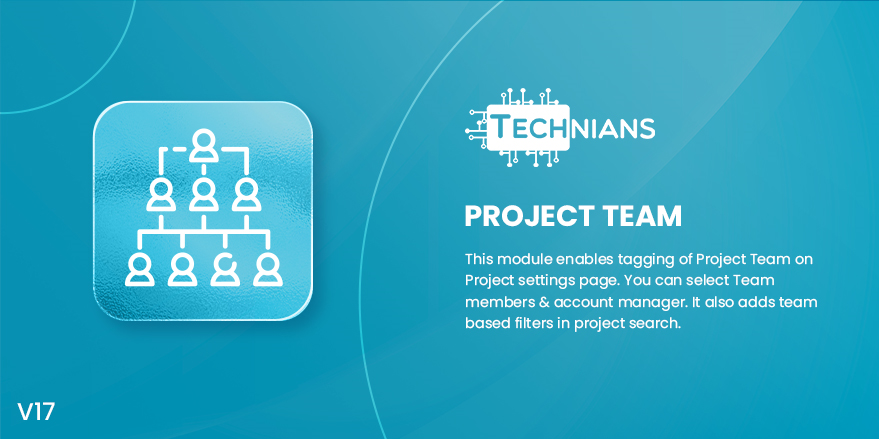 TECHNIANS
PROJECT TEAM
This module enables tagging of Project Team on
Project settings page. You can select Team
members & account manager. It also adds team
based filters in project search.
V17